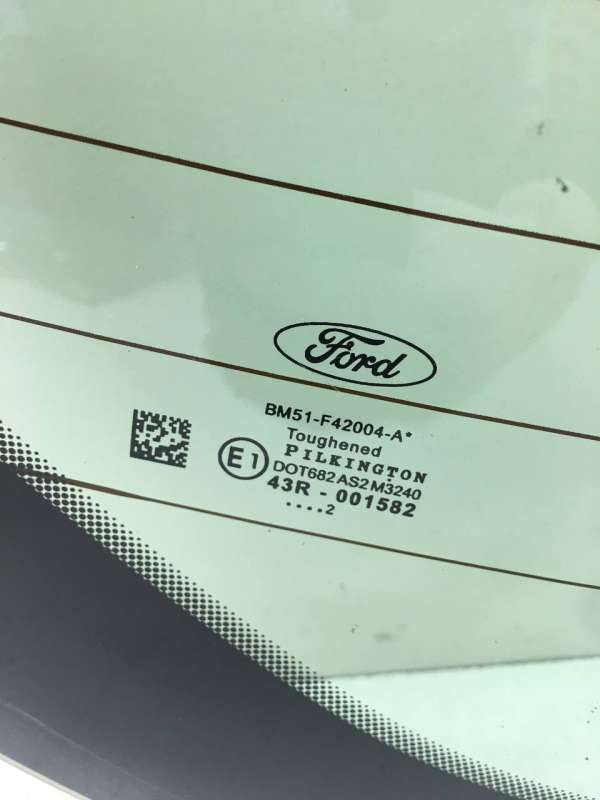 Ford
BM51-F42004-A*
Toughened
PILKINGTON
E1
DOT682 AS2 M3240
43R - 001582
....2